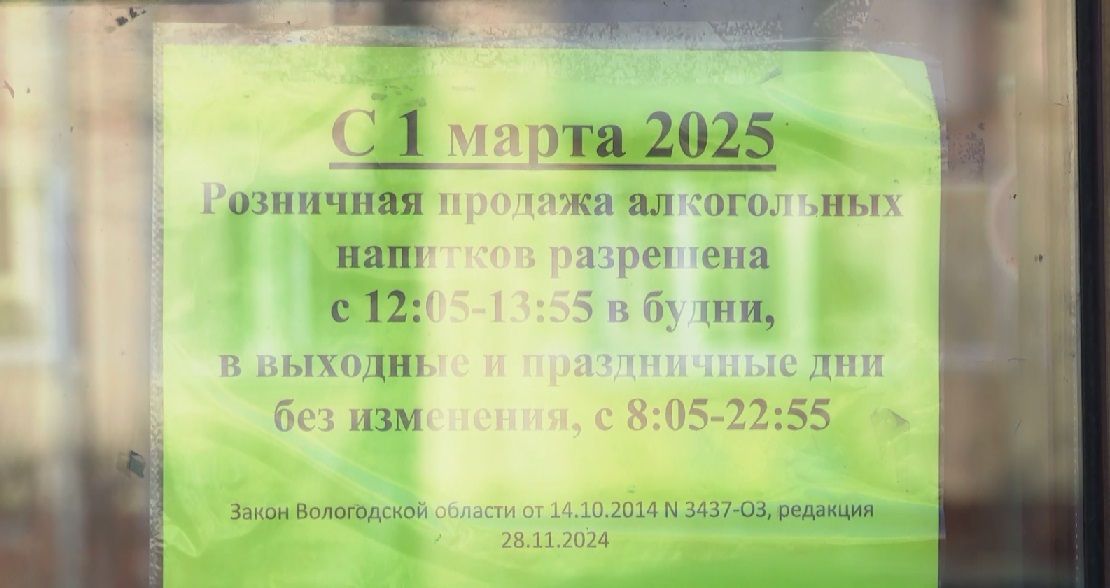 С 1 марта 2025
Розничная продажа алкогольных
напитков разрешена
с 12:05-13:55 в будни,
в выходные и праздничные дни
без изменения, с 8:05-22:55
Закон Вологодской области от 14.10.2014 N 3437-ОЗ, редакция
28.11.2024